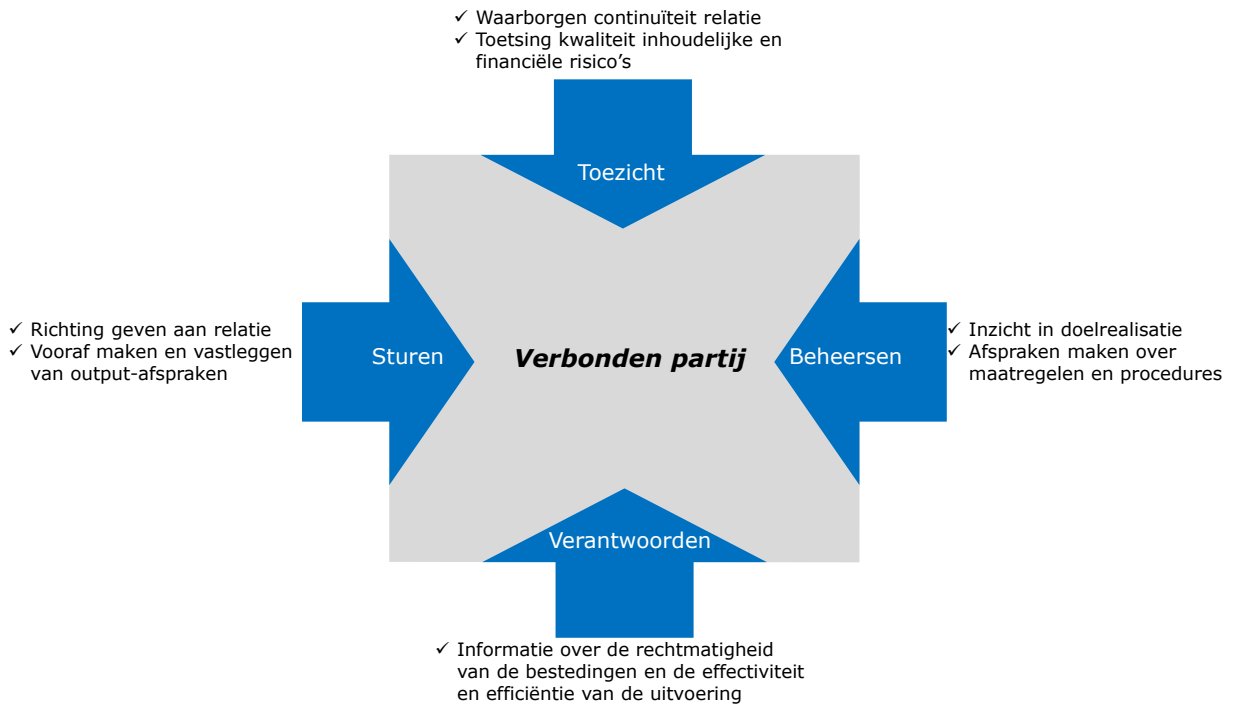 ✓ Waarborgen continuïteit relatie
✓ Toetsing kwaliteit inhoudelijke en
financiële risico's
Toezicht
✓ Richting geven aan relatie
✓ Vooraf maken en vastleggen
van output-afspraken
Sturen
Verbonden partij
Beheersen
✓ Inzicht in doelrealisatie
✓ Afspraken maken over
maatregelen en procedures
Verantwoorden
✓ Informatie over de rechtmatigheid
van de bestedingen en de effectiviteit
en efficiëntie van de uitvoering